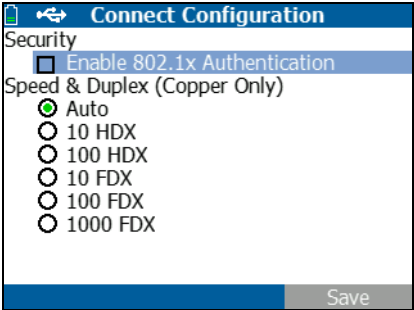 Connect Configuration
Security
Enable 802.1x Authentication
Speed & Duplex (Copper Only)
Auto
10 HDX
100 HDX
10 FDX
100 FDX
1000 FDX
Save